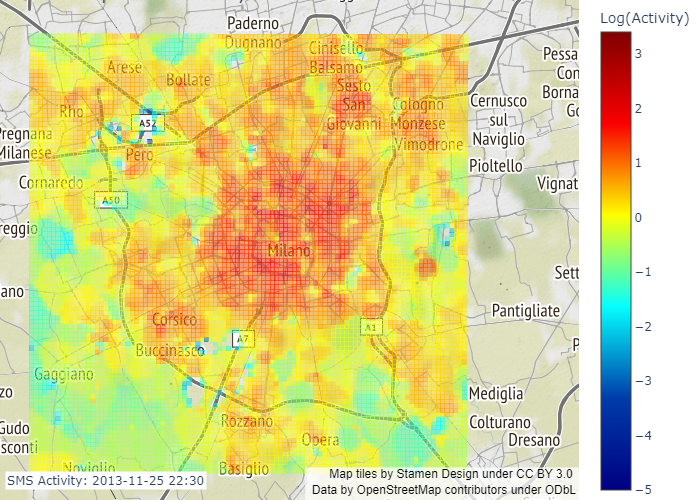 Log(Activity)
Paderno
Dugnano
Cinisello
Balsamo
Arese
Bollate
Sesto
San
Giovanni
Pessa
Con
Borna
Go
Rho
A52
Cologno
Monzese
Cernusco
sul
Naviglio
Pregnana
Milanese
Pero
Vimodrone
Pioltello
Cornaredo
Vignat
A50
reggio
Milano
Sett
ano
Pantigliate
Corsico
A1
A7
Buccinasco
P
Gaggiano
zo
Mediglia
Rozzano
Colturano
Gudo
Dresano
sconti
Opera
Noviglio
Basiglio
SMS Activity: 2013-11-25 22:30
Map tiles by Stamen Design under CC BY 3.0
Data by OpenStreetMap contributors under ODbL
3
2
1
0
−1
−2
−3
−4
−5